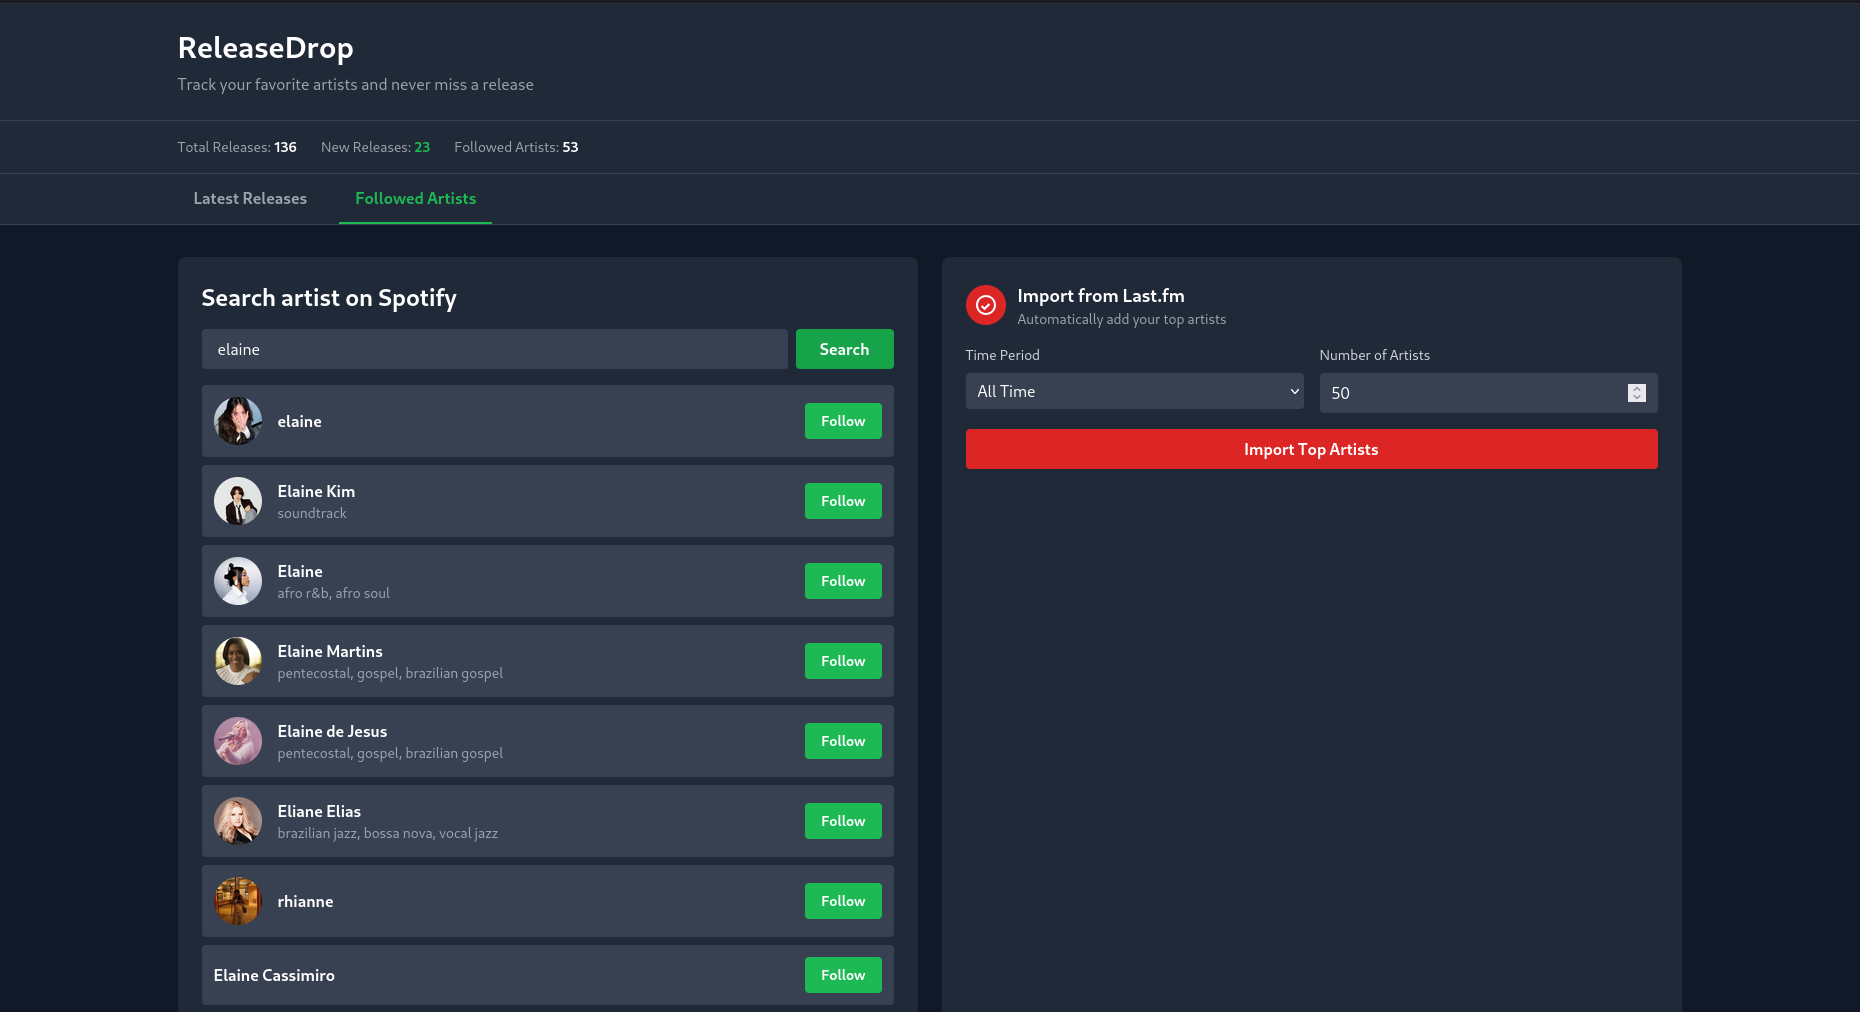 ReleaseDrop
Track your favorite artists and never miss a release
Total Releases: 136 New Releases: 23 Followed Artists: 53
Latest Releases Followed Artists
Search artist on Spotify
elaine Search
elaine Follow
Elaine Kim
soundtrack
Follow
Elaine
afro r&b, afro soul
Follow
Elaine Martins
pentecostal, gospel, brazilian gospel
Follow
Elaine de Jesus
pentecostal, gospel, brazilian gospel
Follow
Eliane Elias
brazilian jazz, bossa nova, vocal jazz
Follow
rhianne Follow
Elaine Cassimiro Follow
Import from Last.fm
Automatically add your top artists
Time Period Number of Artists
All Time 50
Import Top Artists